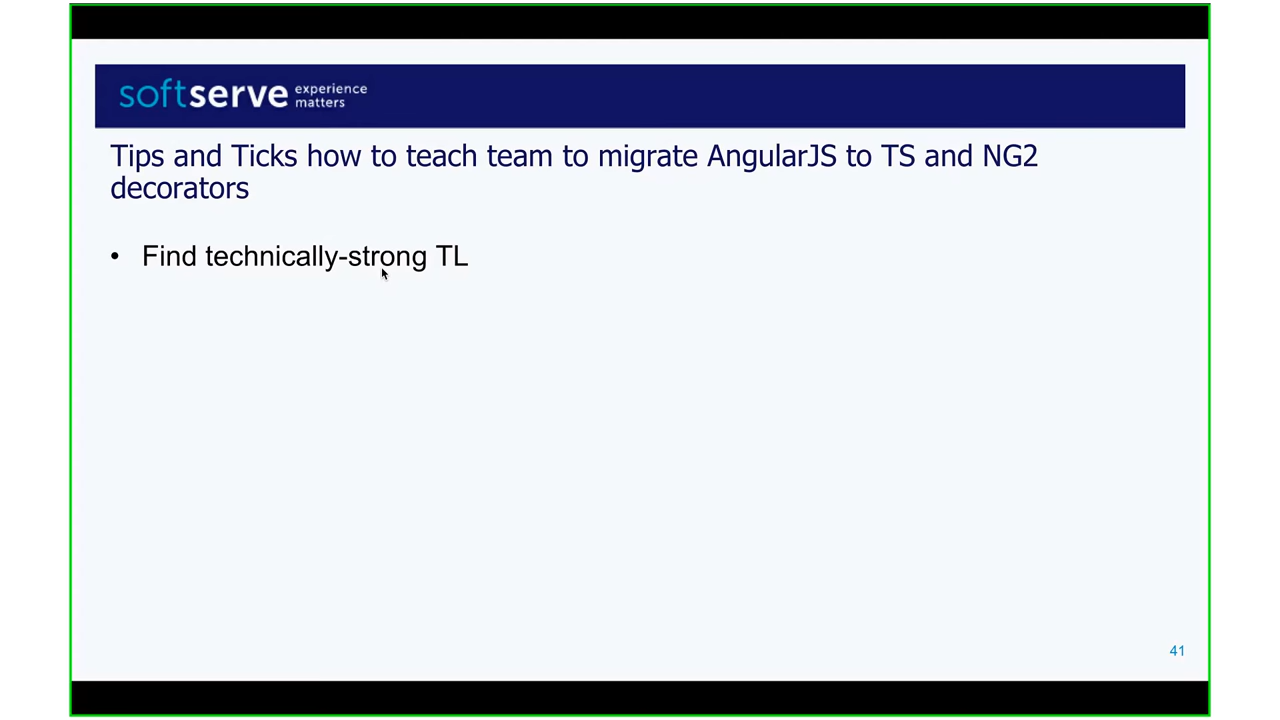 softserve experience matters
Tips and Ticks how to teach team to migrate AngularJS to TS and NG2
decorators
• Find technically-strong TL
41